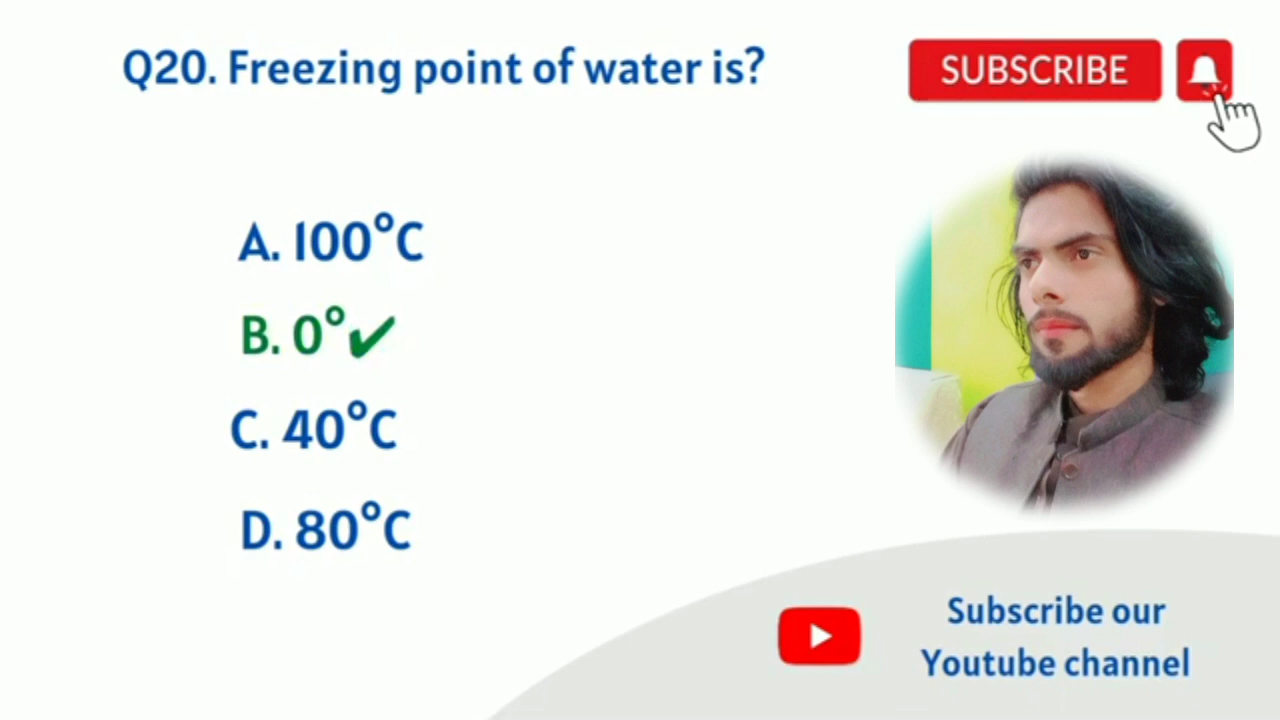 Q20. Freezing point of water is?
SUBSCRIBE
A. 100°C
B. 0°✔
C. 40°C
D. 80°C
Subscribe our
Youtube channel